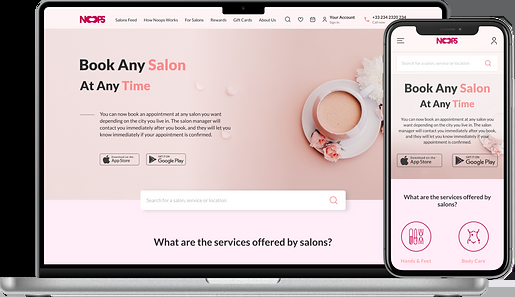 NOOPS
Salons Feed How Noops Works For Salons Rewards Gift Cards About Us
Your Account
Sign in
+33 234 2330 234
Call now
Book Any Salon
At Any Time
You can now book an appointment at any salon you want
depending on the city you live in. The salon manager will
contact you immediately after you book, and they will let you
know immediately if your appointment is confirmed.
Download on the
App Store
GET IT ON
Google Play
Search for a salon, service or location
What are the services offered by salons?
NOOPS
Search for a salon, service or location
Book Any Salon
At Any Time
You can now book an appointment at any salon you
want depending on the city you live in. The salon
manager will contact you immediately after you
book, and they will let you know immediately if your
appointment is confirmed.
Download on the
App Store
GET IT ON
Google Play
What are the services offered by
salons?
Hands & Feet
Body Care